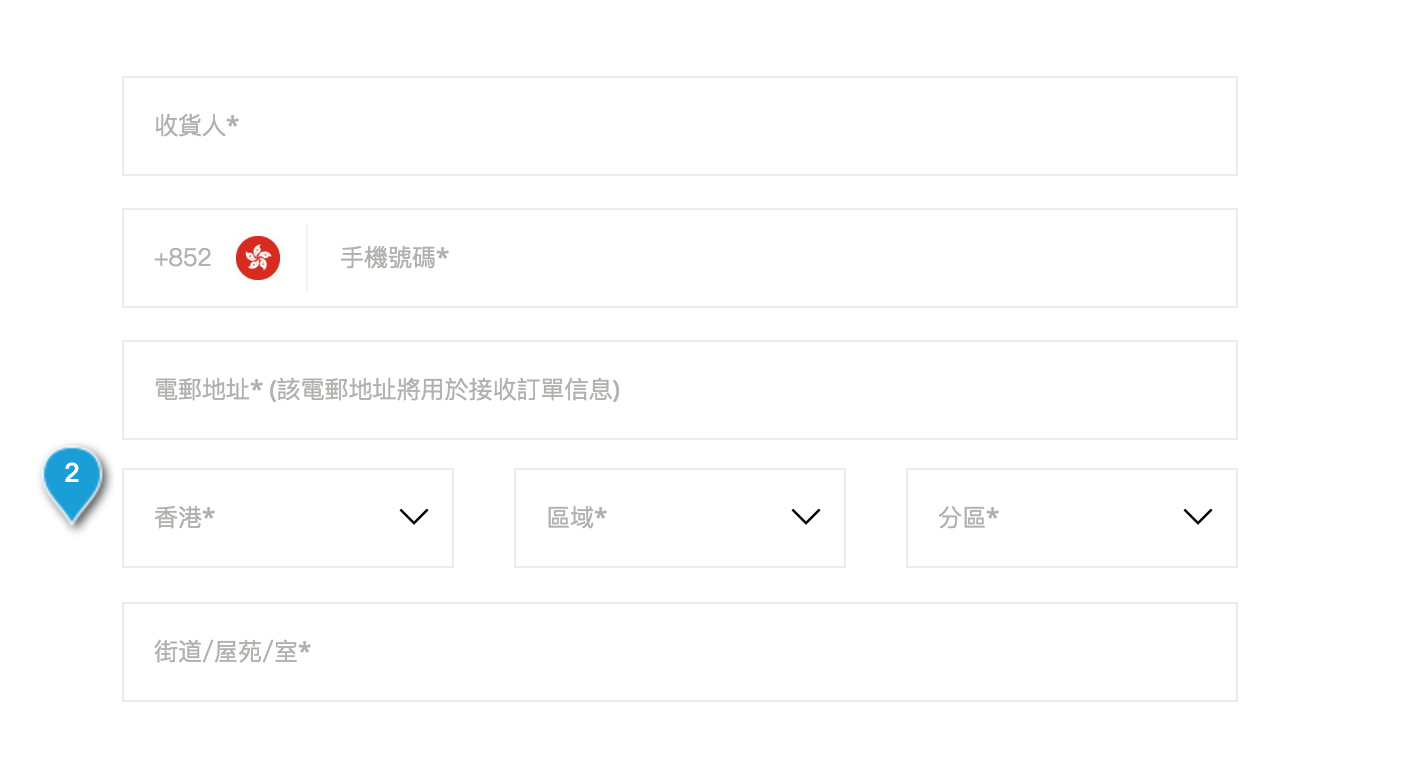 收貨人*
+852 手機號碼*
電郵地址* (該電郵地址將用於接收訂單信息)
2
香港* 區域* 分區*
街道/屋苑/室*